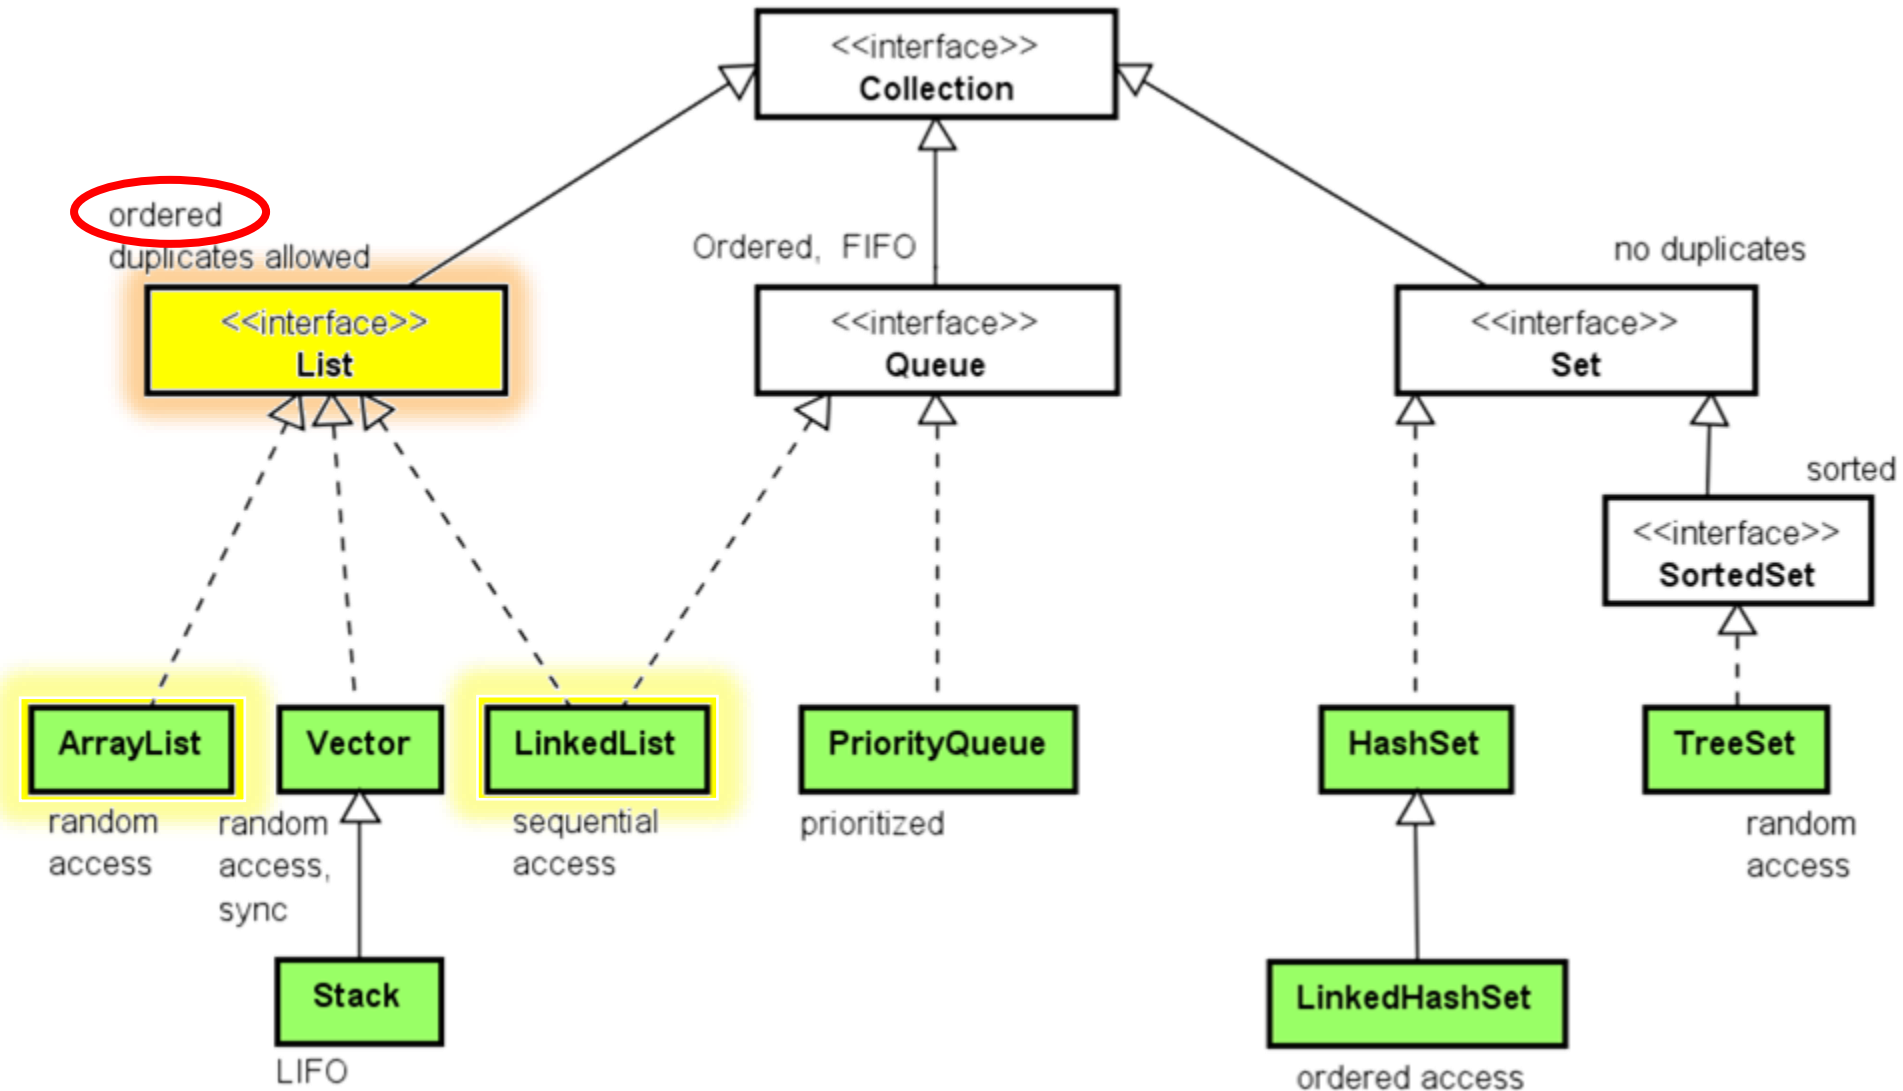 <<interface>>
Collection
ordered
duplicates allowed
Ordered, FIFO
no duplicates
<<interface>>
List
<<interface>>
Queue
<<interface>>
Set
sorted
<<interface>>
SortedSet
ArrayList
Vector
LinkedList
PriorityQueue
HashSet
TreeSet
random
access
random
access,
sync
sequential
access
prioritized
random
access
Stack
LIFO
LinkedHashSet
ordered access